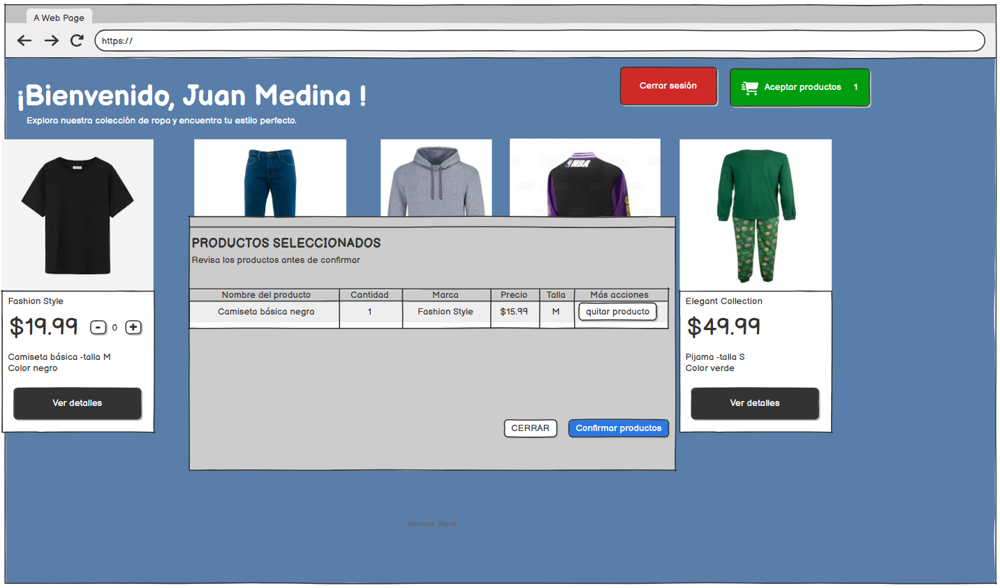 A Web Page
https://
¡Bienvenido, Juan Medina !
Explora nuestra colección de ropa y encuentra tu estilo perfecto.
Cerrar sesión
Aceptar productos 1
NBA
PRODUCTOS SELECCIONADOS
Revisa los productos antes de confirmar
Nombre del producto Cantidad Marca Precio Talla Más acciones
Camiseta básica negra 1 Fashion Style $15.99 M quitar producto
CERRAR Confirmar productos
Fashion Style
$19.99 - 0 +
Camiseta básica -talla M
Color negro
Ver detalles
Elegant Collection
$49.99
Pijama -talla S
Color verde
Ver detalles
Window Blank